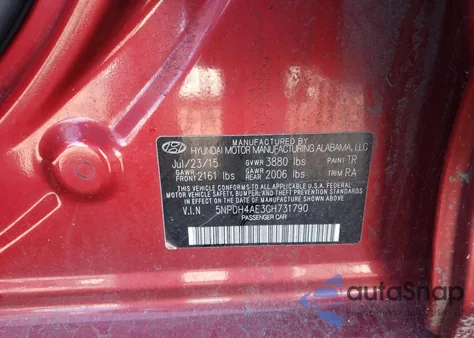 MANUFACTURED BY
HYUNDAI MOTOR MANUFACTURING ALABAMA, LLC
Jul/23/15 GVWR 3880 lbs PAINT TR
GAWR FRONT 2161 lbs GAWR REAR 2006 lbs TRIM RA
THIS VEHICLE CONFORMS TO ALL APPLICABLE U.S.A. FEDERAL
MOTOR VEHICLE SAFETY, BUMPER, AND THEFT PREVENTION
STANDARDS IN EFFECT ON THE DATE OF MANUFACTURE SHOWN ABOVE.
V.I.N 5NPDH4AE3GH731790
PASSENGER CAR
autoSnap